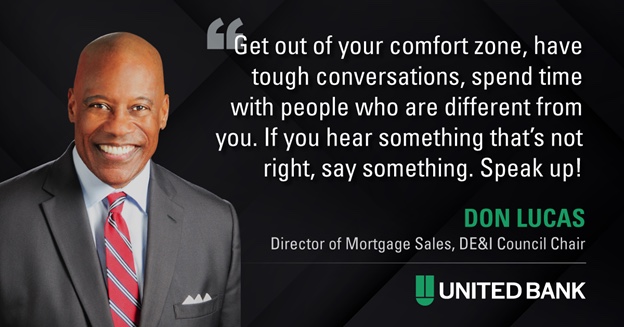 “Get out of your comfort zone, have
tough conversations, spend time
with people who are different from
you. If you hear something that’s not
right, say something. Speak up!
DON LUCAS
Director of Mortgage Sales, DE&I Council Chair
UNITED BANK